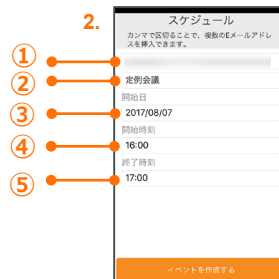 2.
スケジュール
カンマで区切ることで、複数のEメールアドレ
スを挿入できます。
①
② 定例会議
開始日
③ 2017/08/07
開始時刻
④ 16:00
終了時刻
⑤ 17:00
イベントを作成する